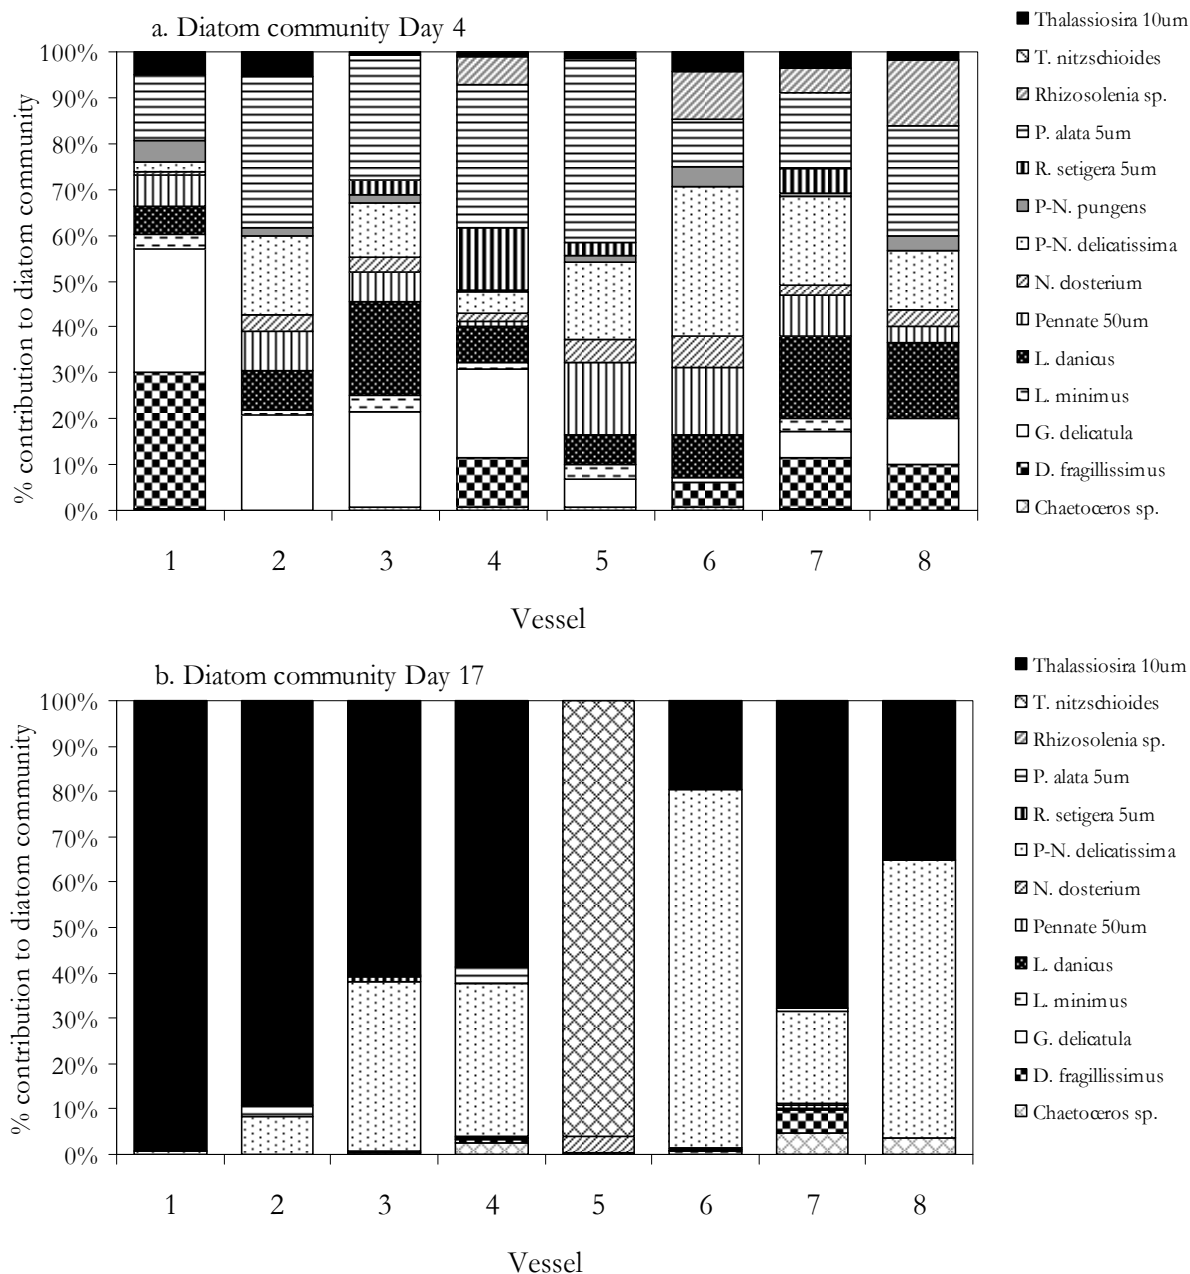 a. Diatom community Day 4
% contribution to diatom community
100%
90%
80%
70%
60%
50%
40%
30%
20%
10%
0%
1 2 3 4 5 6 7 8
Vessel
Thalassiosira 10um
T. nitzschioides
Rhizosolenia sp.
P. alata 5um
R. setigera 5um
P-N. pungens
P-N. delicatissima
N. closterium
Pennate 50um
L. danicus
L. minimus
G. delicatula
D. fragillissimus
Chaetoceros sp.
b. Diatom community Day 17
% contribution to diatom community
100%
90%
80%
70%
60%
50%
40%
30%
20%
10%
0%
1 2 3 4 5 6 7 8
Vessel
Thalassiosira 10um
T. nitzschioides
Rhizosolenia sp.
P. alata 5um
R. setigera 5um
P-N. delicatissima
N. closterium
Pennate 50um
L. danicus
L. minimus
G. delicatula
D. fragillissimus
Chaetoceros sp.